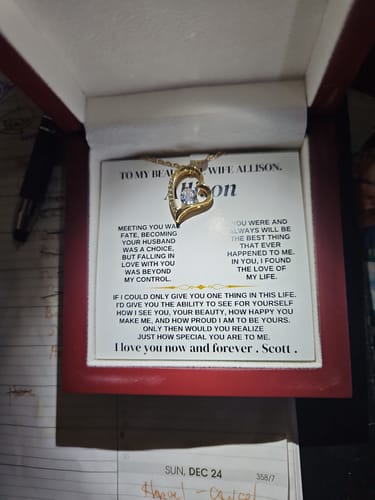 TO MY BEAU WIFE ALLISON.
Allison
MEETING YOU WAS
FATE, BECOMING
YOUR HUSBAND
WAS A CHOICE,
BUT FALLING IN
LOVE WITH YOU
WAS BEYOND
MY CONTROL.
YOU WERE AND
ALWAYS WILL BE
THE BEST THING
THAT EVER
HAPPENED TO ME.
IN YOU, I FOUND
THE LOVE OF
MY LIFE.
IF I COULD ONLY GIVE YOU ONE THING IN THIS LIFE.
I'D GIVE YOU THE ABILITY TO SEE FOR YOURSELF
HOW I SEE YOU, YOUR BEAUTY, HOW HAPPY YOU
MAKE ME, AND HOW PROUD I AM TO BE YOURS.
ONLY THEN WOULD YOU REALIZE
JUST HOW SPECIAL YOU ARE TO ME.
I love you now and forever . Scott .
SUN, DEC 24
358/7